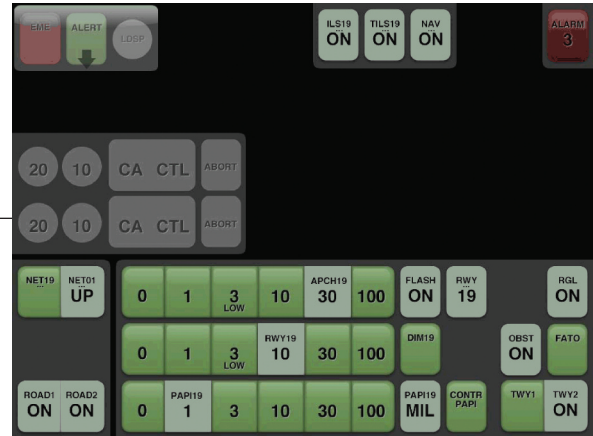 EME ALERT LDSP ILS19 ON TILS19 ON NAV ON ALARM 3
20 10 CA CTL ABORT
20 10 CA CTL ABORT
NET19 NET01 UP 0 1 3 LOW 10 APCH19 30 100 FLASH ON RWY 19 RGL ON
0 1 3 LOW RWY19 10 30 100 DIM19 OBST ON FATO
ROAD1 ON ROAD2 ON 0 PAPI19 1 3 10 30 100 PAPI19 MIL CONTR PAPI TWY1 TWY2 ON